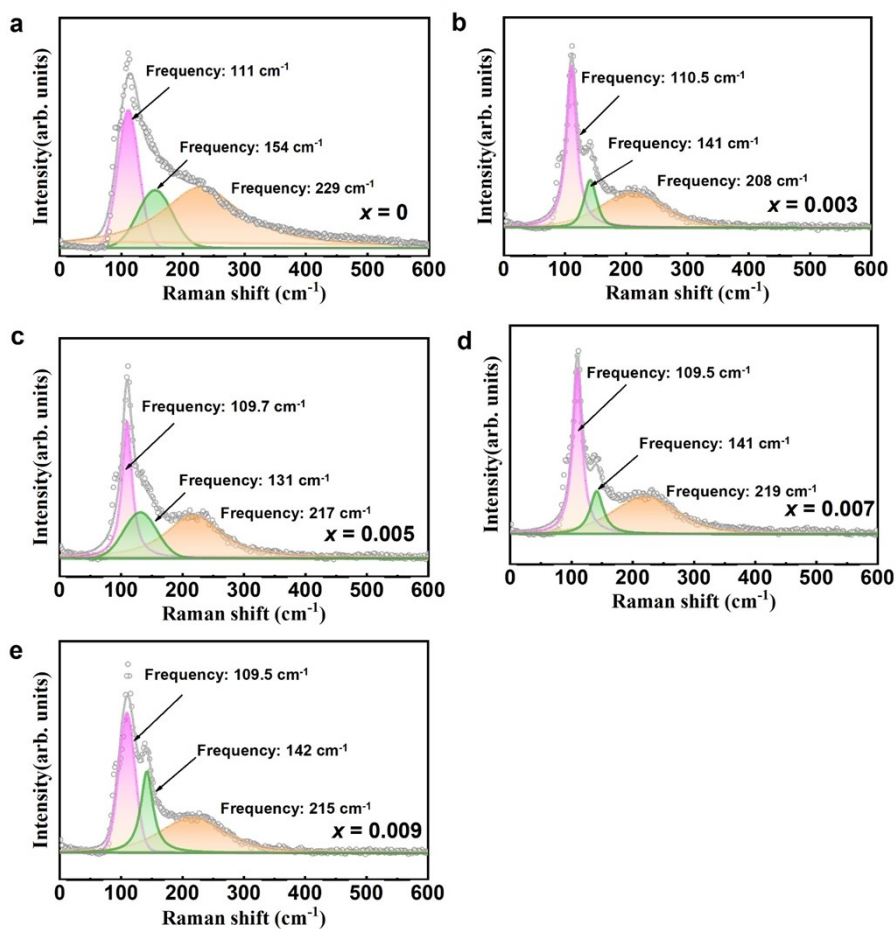 a
Intensity(arb. units)
Frequency: 111 cm⁻¹
Frequency: 154 cm⁻¹
Frequency: 229 cm⁻¹
x = 0
0 100 200 300 400 500 600
Raman shift (cm⁻¹)
b
Intensity(arb. units)
Frequency: 110.5 cm⁻¹
Frequency: 141 cm⁻¹
Frequency: 208 cm⁻¹
x = 0.003
0 100 200 300 400 500 600
Raman shift (cm⁻¹)
c
Intensity(arb. units)
Frequency: 109.7 cm⁻¹
Frequency: 131 cm⁻¹
Frequency: 217 cm⁻¹
x = 0.005
0 100 200 300 400 500 600
Raman shift (cm⁻¹)
d
Intensity(arb. units)
Frequency: 109.5 cm⁻¹
Frequency: 141 cm⁻¹
Frequency: 219 cm⁻¹
x = 0.007
0 100 200 300 400 500 600
Raman shift (cm⁻¹)
e
Intensity(arb. units)
Frequency: 109.5 cm⁻¹
Frequency: 142 cm⁻¹
Frequency: 215 cm⁻¹
x = 0.009
0 100 200 300 400 500 600
Raman shift (cm⁻¹)